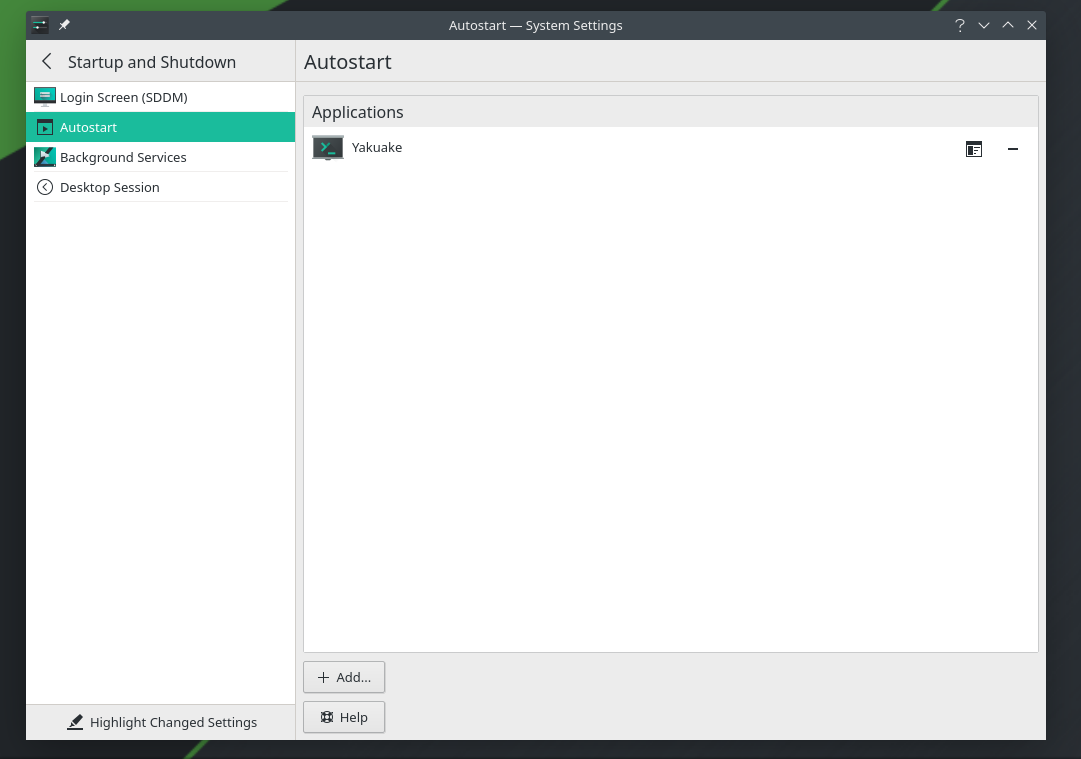 Autostart — System Settings
Startup and Shutdown
Login Screen (SDDM)
Autostart
Background Services
Desktop Session
Highlight Changed Settings
Autostart
Applications
Yakuake
Add...
Help